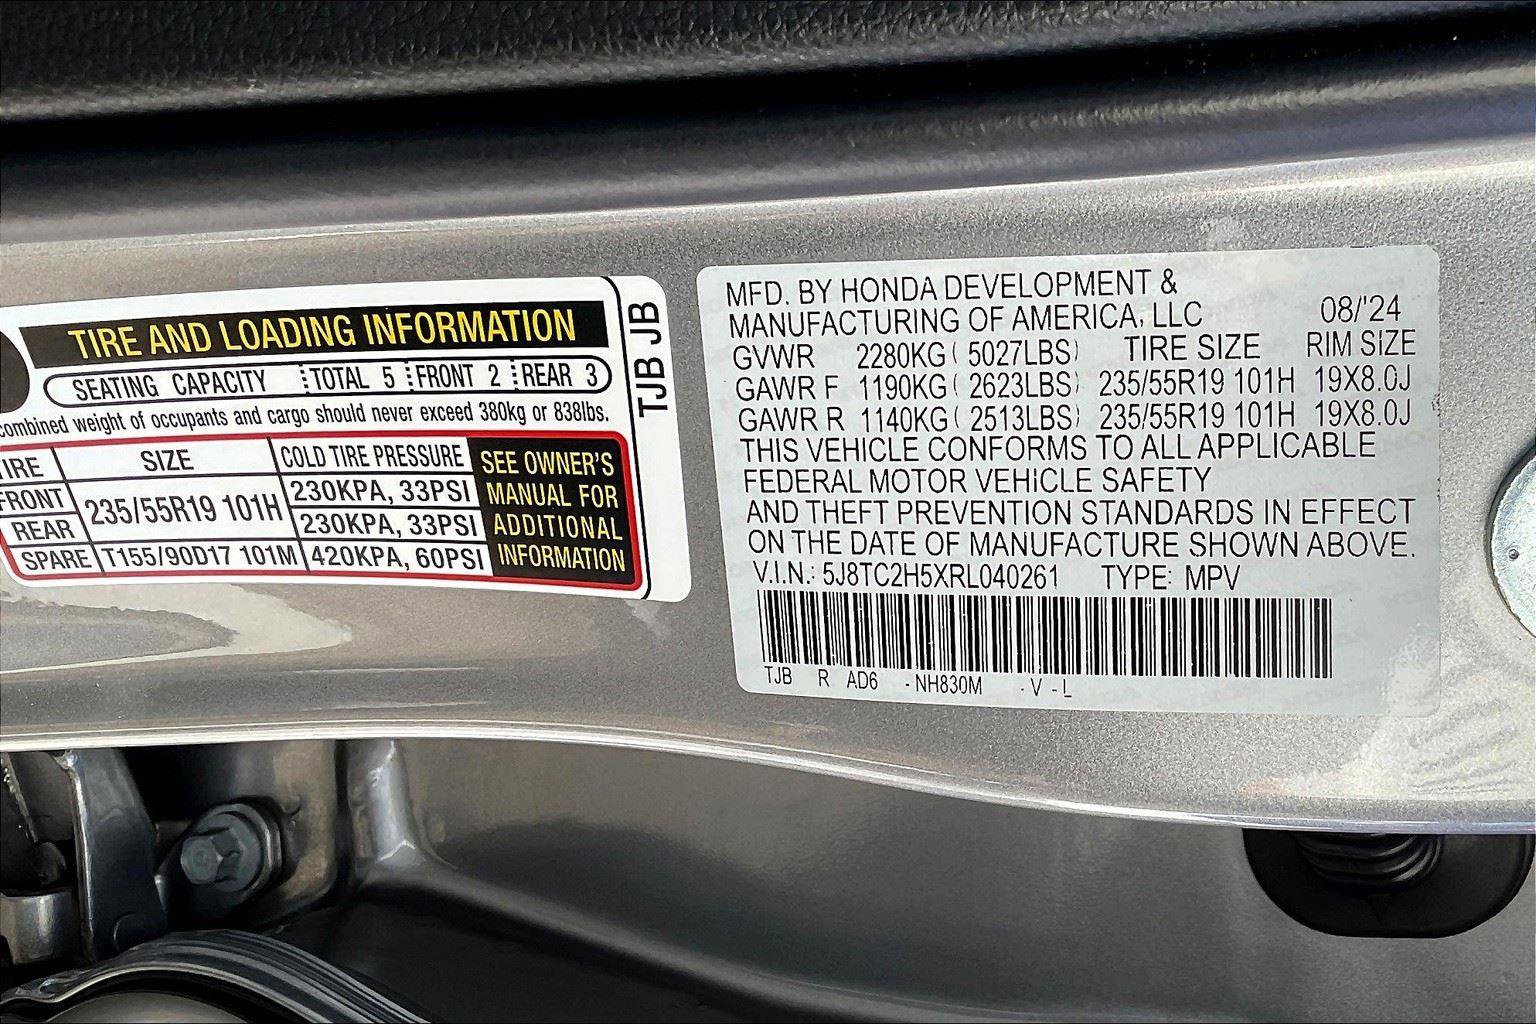 TIRE AND LOADING INFORMATION
SEATING CAPACITY TOTAL 5 FRONT 2 REAR 3
combined weight of occupants and cargo should never exceed 380kg or 838lbs.
TIRE SIZE COLD TIRE PRESSURE
FRONT 235/55R19 101H 230KPA, 33PSI
REAR 230KPA, 33PSI
SPARE T155/90D17 101M 420KPA, 60PSI
SEE OWNER'S
MANUAL FOR
ADDITIONAL
INFORMATION
TJB JB
MFD. BY HONDA DEVELOPMENT &
MANUFACTURING OF AMERICA, LLC 08/'24
GVWR 2280KG ( 5027LBS) TIRE SIZE RIM SIZE
GAWR F 1190KG ( 2623LBS) 235/55R19 101H 19X8.0J
GAWR R 1140KG ( 2513LBS) 235/55R19 101H 19X8.0J
THIS VEHICLE CONFORMS TO ALL APPLICABLE
FEDERAL MOTOR VEHICLE SAFETY
AND THEFT PREVENTION STANDARDS IN EFFECT
ON THE DATE OF MANUFACTURE SHOWN ABOVE.
V.I.N.: 5J8TC2H5XRL040261 TYPE: MPV
TJB R AD6 - NH830M - V - L